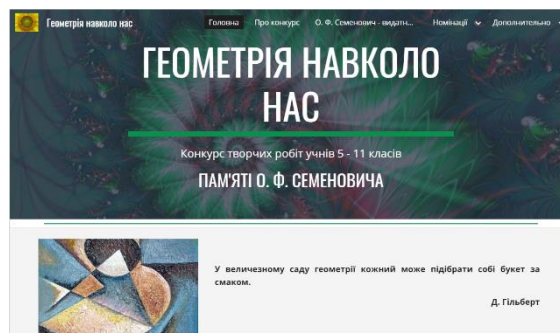 Геометрія навколо нас
Головна
Про конкурс
О. Ф. Семенович - видатн...
Номінації
Дополнительно
ГЕОМЕТРІЯ НАВКОЛО
НАС
Конкурс творчих робіт учнів 5 - 11 класів
ПАМ'ЯТІ О. Ф. СЕМЕНОВИЧА
У величезному саду геометрії кожний може підібрати собі букет за
смаком.
Д. Гільберт